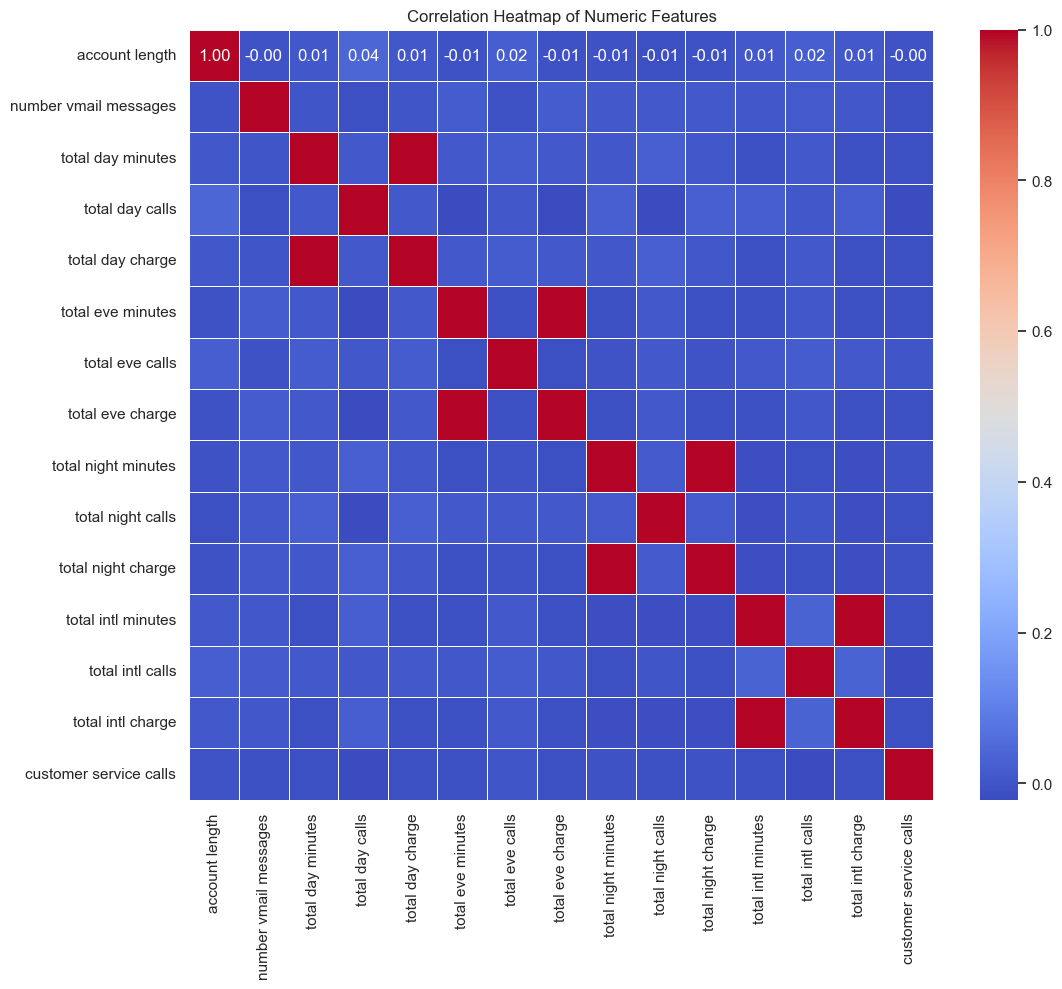 Correlation Heatmap of Numeric Features
account length
1.00 -0.00 0.01 0.04 0.01 -0.01 0.02 -0.01 -0.01 -0.01 -0.01 0.01 0.02 0.01 -0.00
number vmail messages
total day minutes
total day calls
total day charge
total eve minutes
total eve calls
total eve charge
total night minutes
total night calls
total night charge
total intl minutes
total intl calls
total intl charge
customer service calls
account length
number vmail messages
total day minutes
total day calls
total day charge
total eve minutes
total eve calls
total eve charge
total night minutes
total night calls
total night charge
total intl minutes
total intl calls
total intl charge
customer service calls
1.0
0.8
0.6
0.4
0.2
0.0